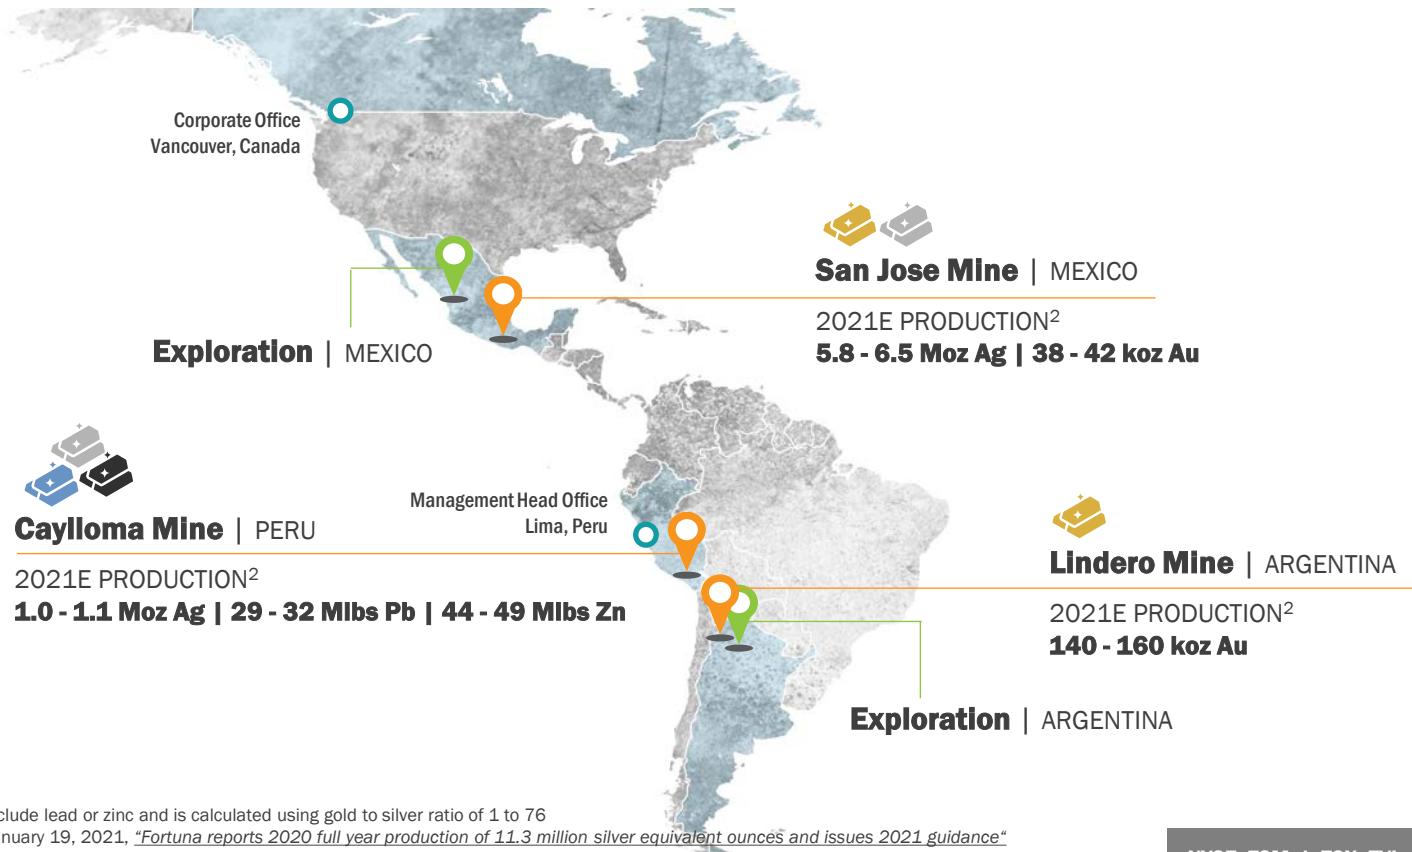 Corporate Office
Vancouver, Canada
San Jose Mine | MEXICO
2021E PRODUCTION²
5.8 - 6.5 Moz Ag | 38 - 42 koz Au
Exploration | MEXICO
Management Head Office
Lima, Peru
Caylloma Mine | PERU
2021E PRODUCTION²
1.0 - 1.1 Moz Ag | 29 - 32 Mlbs Pb | 44 - 49 Mlbs Zn
Lindero Mine | ARGENTINA
2021E PRODUCTION²
140 - 160 koz Au
Exploration | ARGENTINA
clude lead or zinc and is calculated using gold to silver ratio of 1 to 76
nuary 19, 2021, “Fortuna reports 2020 full year production of 11.3 million silver equivalent ounces and issues 2021 guidance“